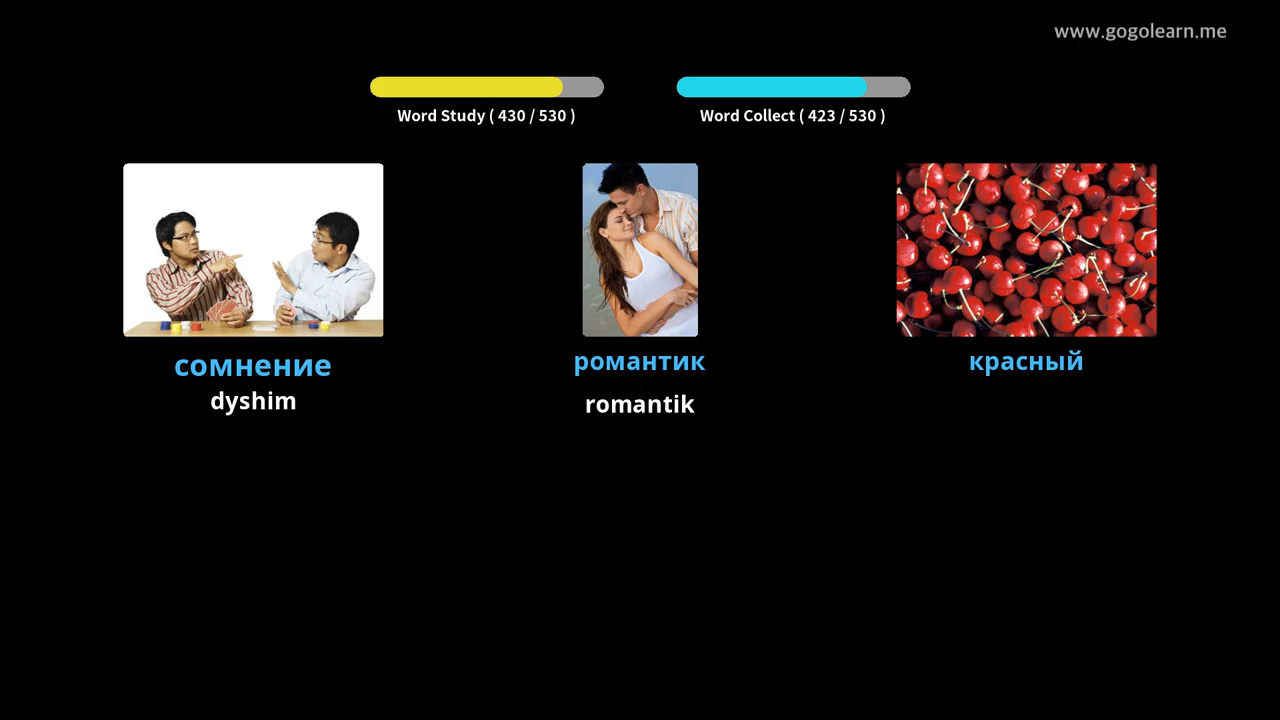 www.gogolearn.me
Word Study ( 430 / 530 )
Word Collect ( 423 / 530 )
сомнение
dyshim
романтик
romantik
красный